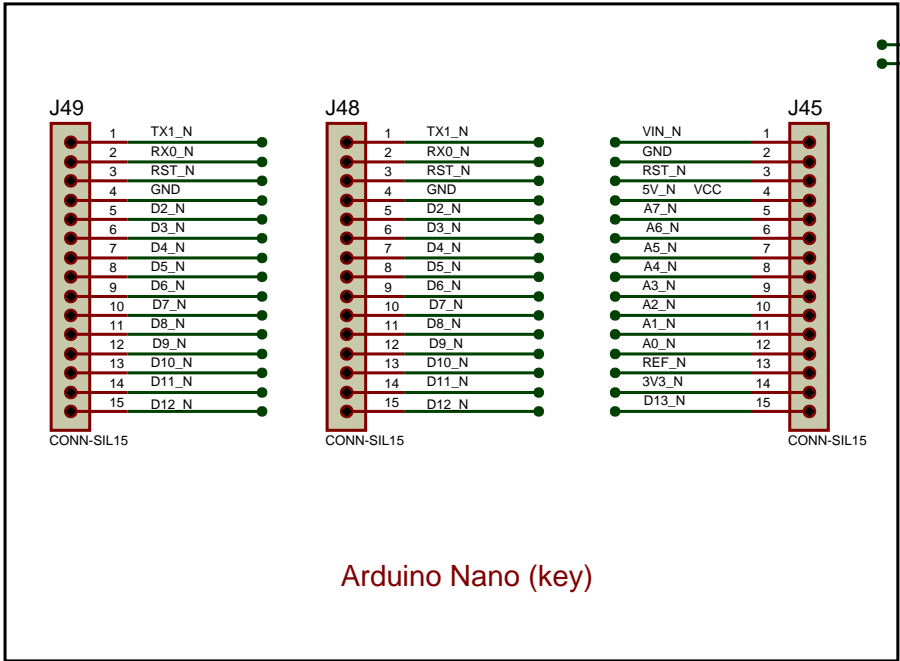 J49
1 TX1_N
2 RX0_N
3 RST_N
4 GND
5 D2_N
6 D3_N
7 D4_N
8 D5_N
9 D6_N
10 D7_N
11 D8_N
12 D9_N
13 D10_N
14 D11_N
15 D12_N
CONN-SIL15
J48
1 TX1_N
2 RX0_N
3 RST_N
4 GND
5 D2_N
6 D3_N
7 D4_N
8 D5_N
9 D6_N
10 D7_N
11 D8_N
12 D9_N
13 D10_N
14 D11_N
15 D12_N
CONN-SIL15
J45
VIN_N 1
GND 2
RST_N 3
5V_N VCC 4
A7_N 5
A6_N 6
A5_N 7
A4_N 8
A3_N 9
A2_N 10
A1_N 11
A0_N 12
REF_N 13
3V3_N 14
D13_N 15
CONN-SIL15
Arduino Nano (key)